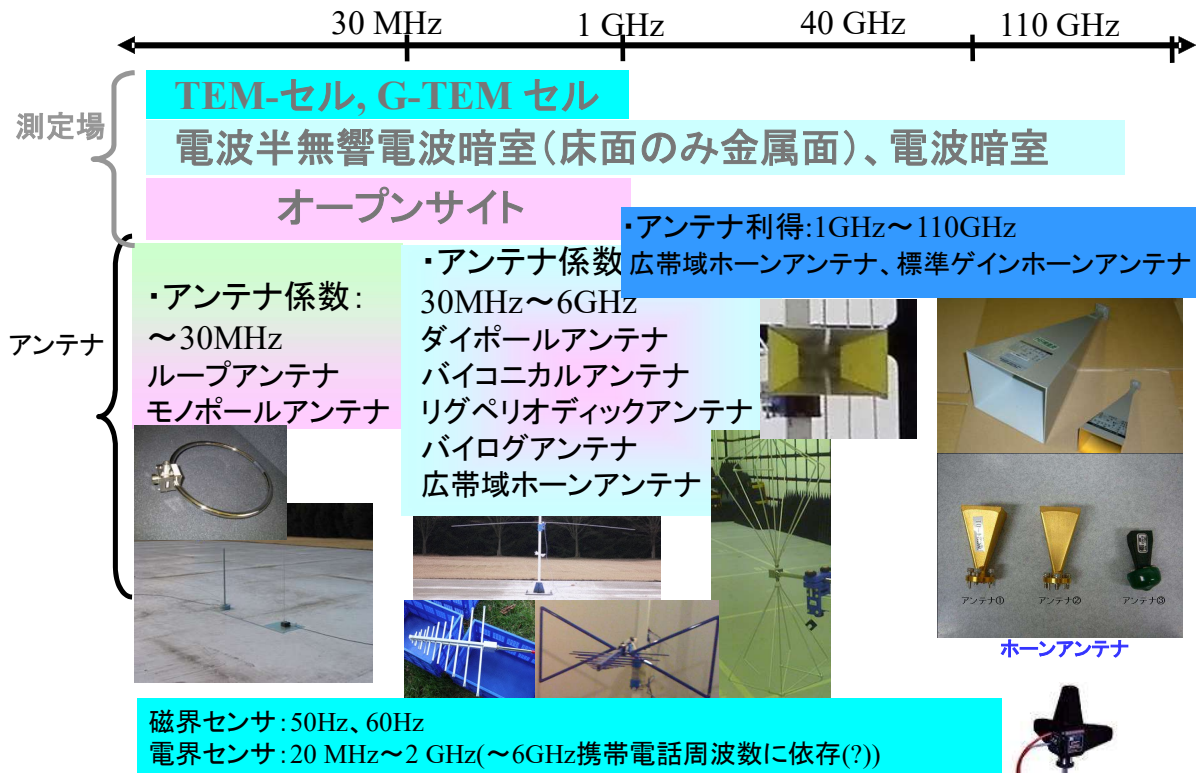 30 MHz 1 GHz 40 GHz 110 GHz
測定場
TEM-セル, G-TEM セル
電波半無響電波暗室(床面のみ金属面)、電波暗室
オープンサイト
・アンテナ利得:1GHz～110GHz
広帯域ホーンアンテナ、標準ゲインホーンアンテナ
アンテナ
・アンテナ係数:
～30MHz
ループアンテナ
モノポールアンテナ
・アンテナ係数
30MHz～6GHz
ダイポールアンテナ
バイコニカルアンテナ
リグペリオディックアンテナ
バイログアンテナ
広帯域ホーンアンテナ
アンテナ① アンテナ② アンテナ③
ホーンアンテナ
磁界センサ:50Hz、60Hz
電界センサ:20 MHz～2 GHz(～6GHz携帯電話周波数に依存(?))